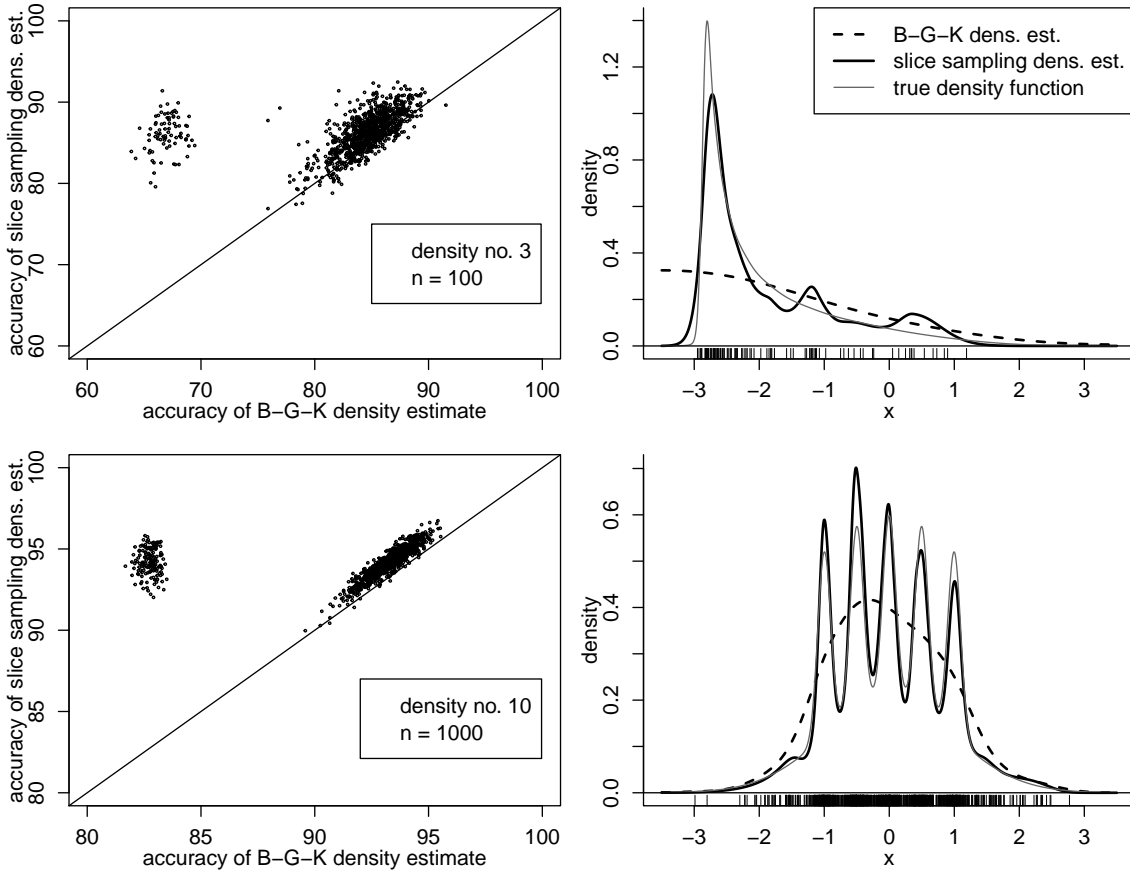 accuracy of slice sampling dens. est.
100
90
80
70
60
density no. 3
n = 100
60 70 80 90 100
accuracy of B−G−K density estimate
B−G−K dens. est.
slice sampling dens. est.
true density function
density
1.2
0.8
0.4
0.0
−3 −2 −1 0 1 2 3
x
accuracy of slice sampling dens. est.
100
95
90
85
80
density no. 10
n = 1000
80 85 90 95 100
accuracy of B−G−K density estimate
density
0.6
0.4
0.2
0.0
−3 −2 −1 0 1 2 3
x